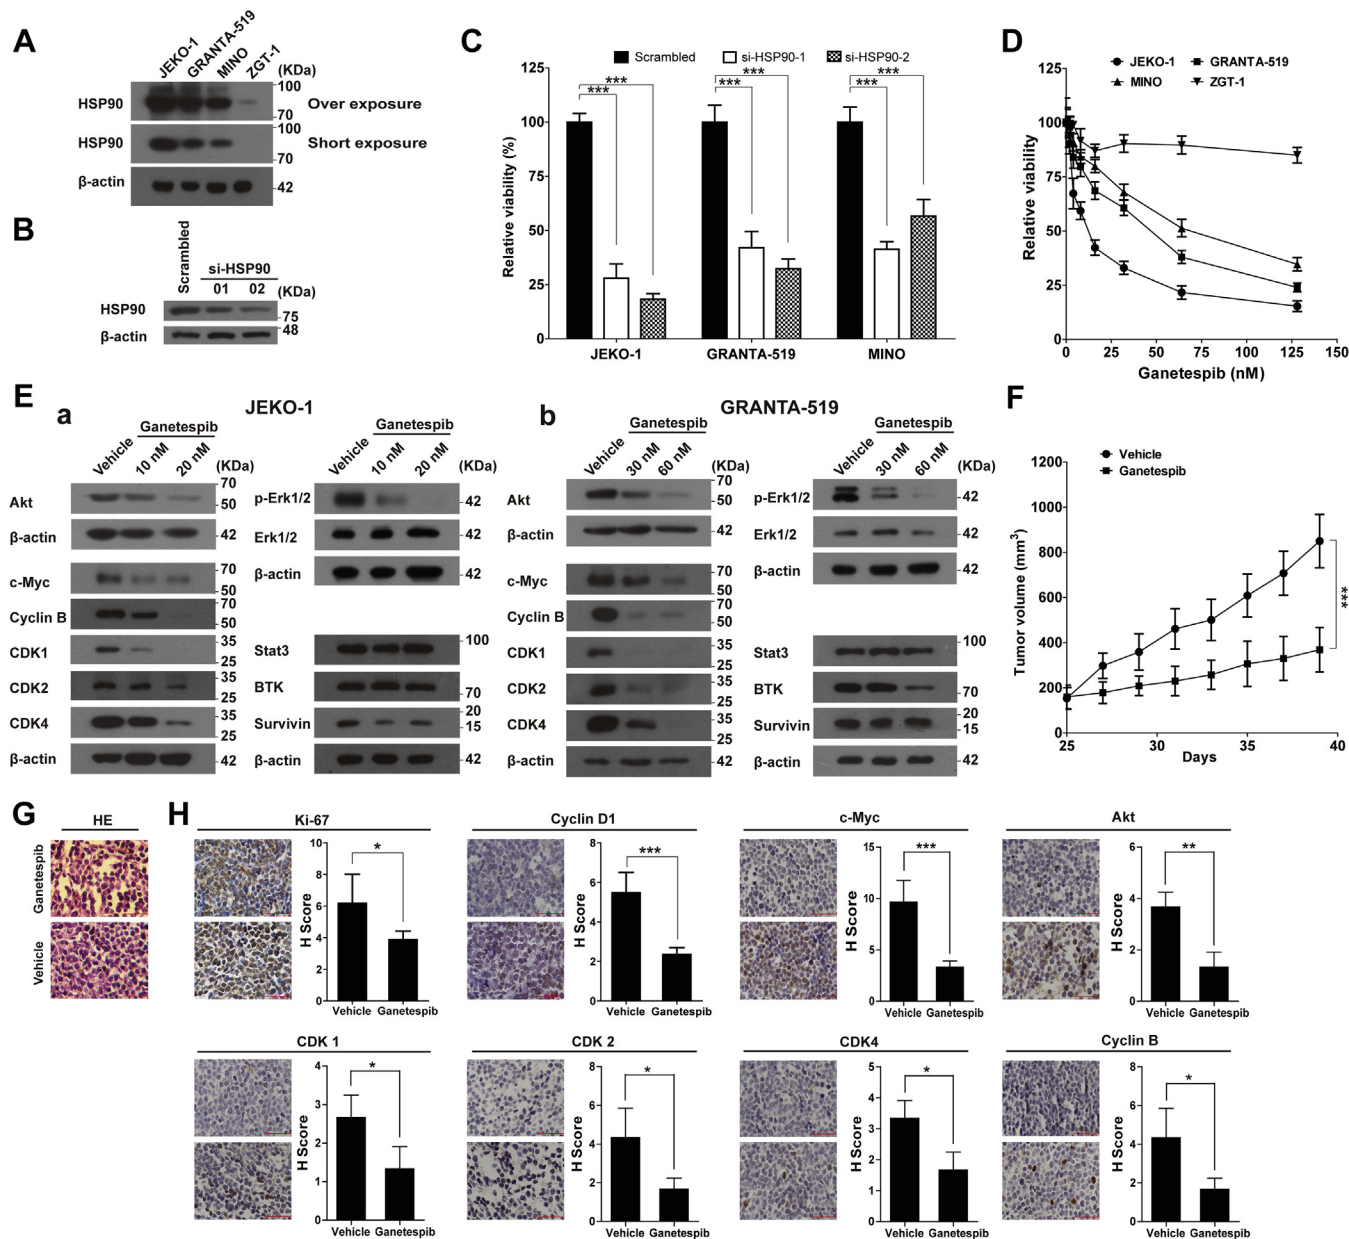 A
JEKO-1
GRANTA-519
MINO
ZGT-1
(KDa)
HSP90
100
70
Over exposure
HSP90
100
70
Short exposure
β-actin
42
B
Scrambled
si-HSP90
01 02 (KDa)
HSP90
75
β-actin
48
C
Scrambled si-HSP90-1 si-HSP90-2
Relative viability (%)
125
100
75
50
25
0
*** *** *** *** *** ***
JEKO-1 GRANTA-519 MINO
D
JEKO-1 GRANTA-519
MINO ZGT-1
Relative viability
125
100
75
50
25
0
0 25 50 75 100 125 150
Ganetespib (nM)
E
a
JEKO-1
Ganetespib
Vehicle 10 nM 20 nM (KDa)
Akt 70 50
β-actin 42
c-Myc 70 50
Cyclin B 70 50
CDK1 35 25
CDK2 35 25
CDK4 35 25
β-actin 42
Ganetespib
Vehicle 10 nM 20 nM (KDa)
p-Erk1/2 42
Erk1/2 42
β-actin 42
Stat3 100
BTK 70
Survivin 20 15
β-actin 42
b
GRANTA-519
Ganetespib
Vehicle 30 nM 60 nM (KDa)
Akt 70 50
β-actin 42
c-Myc 70 50
Cyclin B 70 50
CDK1 35 25
CDK2 35 25
CDK4 35 25
β-actin 42
Ganetespib
Vehicle 30 nM 60 nM (KDa)
p-Erk1/2 42
Erk1/2 42
β-actin 42
Stat3 100
BTK 70
Survivin 20 15
β-actin 42
F
Vehicle
Ganetespib
Tumor volume (mm³)
1200
1000
800
600
400
200
0
25 30 35 40
Days
***
G
HE
Ganetespib
Vehicle
H
Ki-67
H Score
10
8
6
4
2
0
*
Vehicle Ganetespib
Cyclin D1
H Score
8
6
4
2
0
***
Vehicle Ganetespib
c-Myc
H Score
15
10
5
0
***
Vehicle Ganetespib
Akt
H Score
6
4
2
0
**
Vehicle Ganetespib
CDK 1
H Score
4
3
2
1
0
*
Vehicle Ganetespib
CDK 2
H Score
8
6
4
2
0
*
Vehicle Ganetespib
CDK4
H Score
5
4
3
2
1
0
*
Vehicle Ganetespib
Cyclin B
H Score
8
6
4
2
0
*
Vehicle Ganetespib